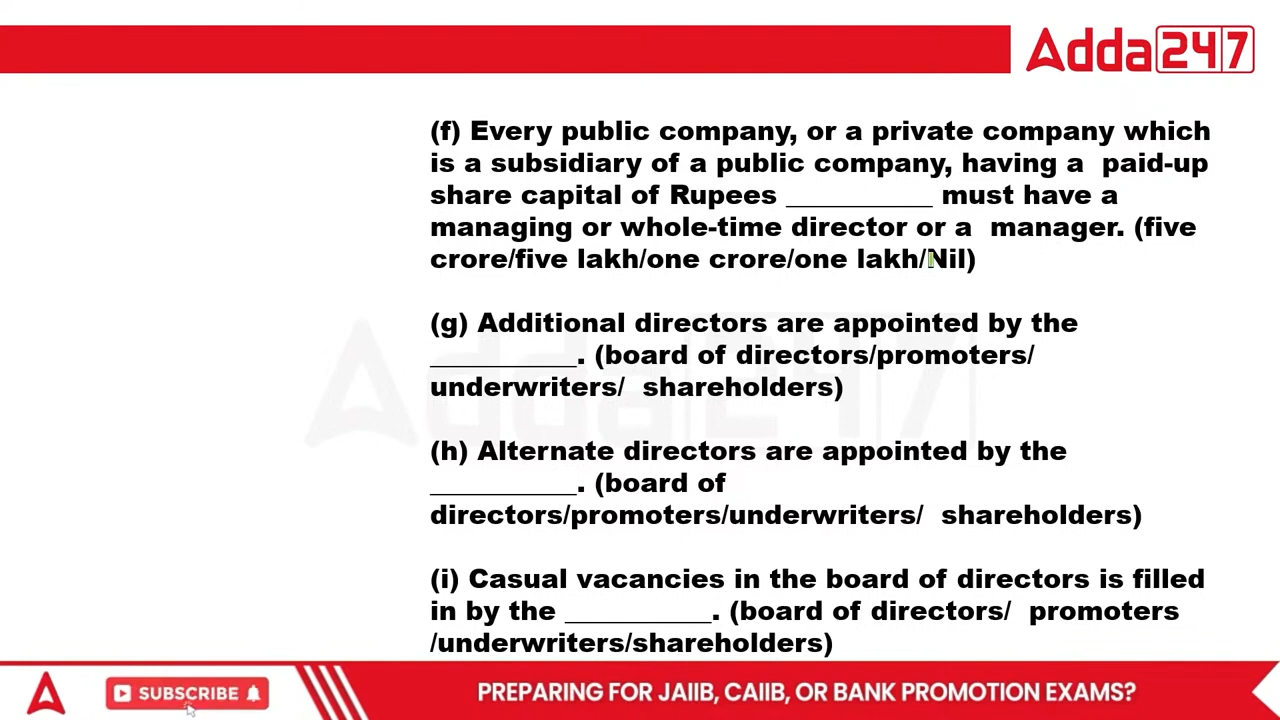 Adda247
(f) Every public company, or a private company which
is a subsidiary of a public company, having a paid-up
share capital of Rupees __________ must have a
managing or whole-time director or a manager. (five
crore/five lakh/one crore/one lakh/Nil)
(g) Additional directors are appointed by the
__________. (board of directors/promoters/
underwriters/ shareholders)
(h) Alternate directors are appointed by the
__________. (board of
directors/promoters/underwriters/ shareholders)
(i) Casual vacancies in the board of directors is filled
in by the __________. (board of directors/ promoters
/underwriters/shareholders)
SUBSCRIBE
PREPARING FOR JAIIB, CAIIB, OR BANK PROMOTION EXAMS?